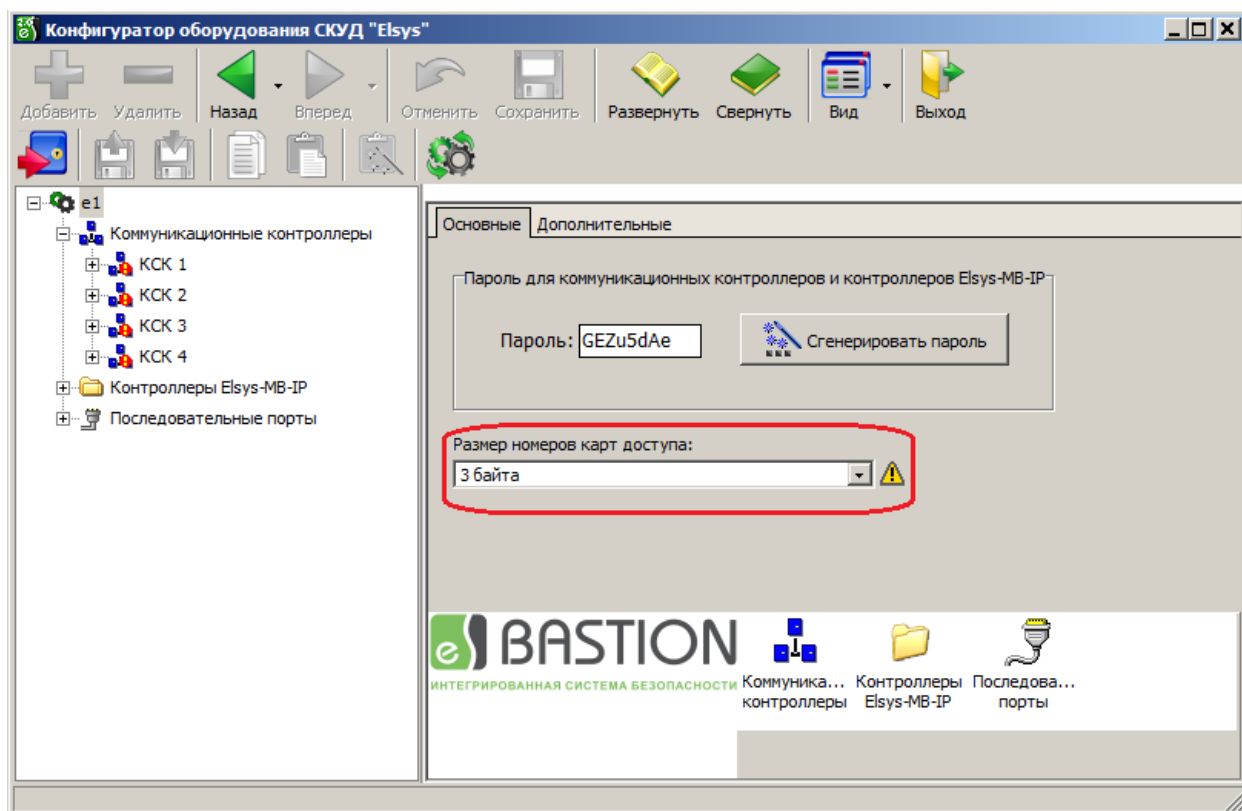 Конфигуратор оборудования СКУД "Elsys"
Добавить Удалить Назад Вперед Отменить Сохранить Развернуть Свернуть Вид Выход
e1
Коммуникационные контроллеры
КСК 1
КСК 2
КСК 3
КСК 4
Контроллеры Elsys-MB-IP
Последовательные порты
Основные Дополнительные
Пароль для коммуникационных контроллеров и контроллеров Elsys-MB-IP
Пароль: GEZu5dAe Сгенерировать пароль
Размер номеров карт доступа:
3 байта
BASTION
ИНТЕГРИРОВАННАЯ СИСТЕМА БЕЗОПАСНОСТИ
Коммуника... Контроллеры Последова...
контроллеры Elsys-MB-IP порты